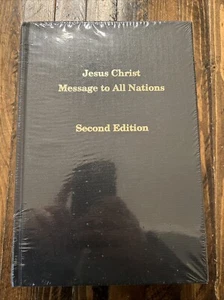 Jesus Christ
Message to All Nations
Second Edition